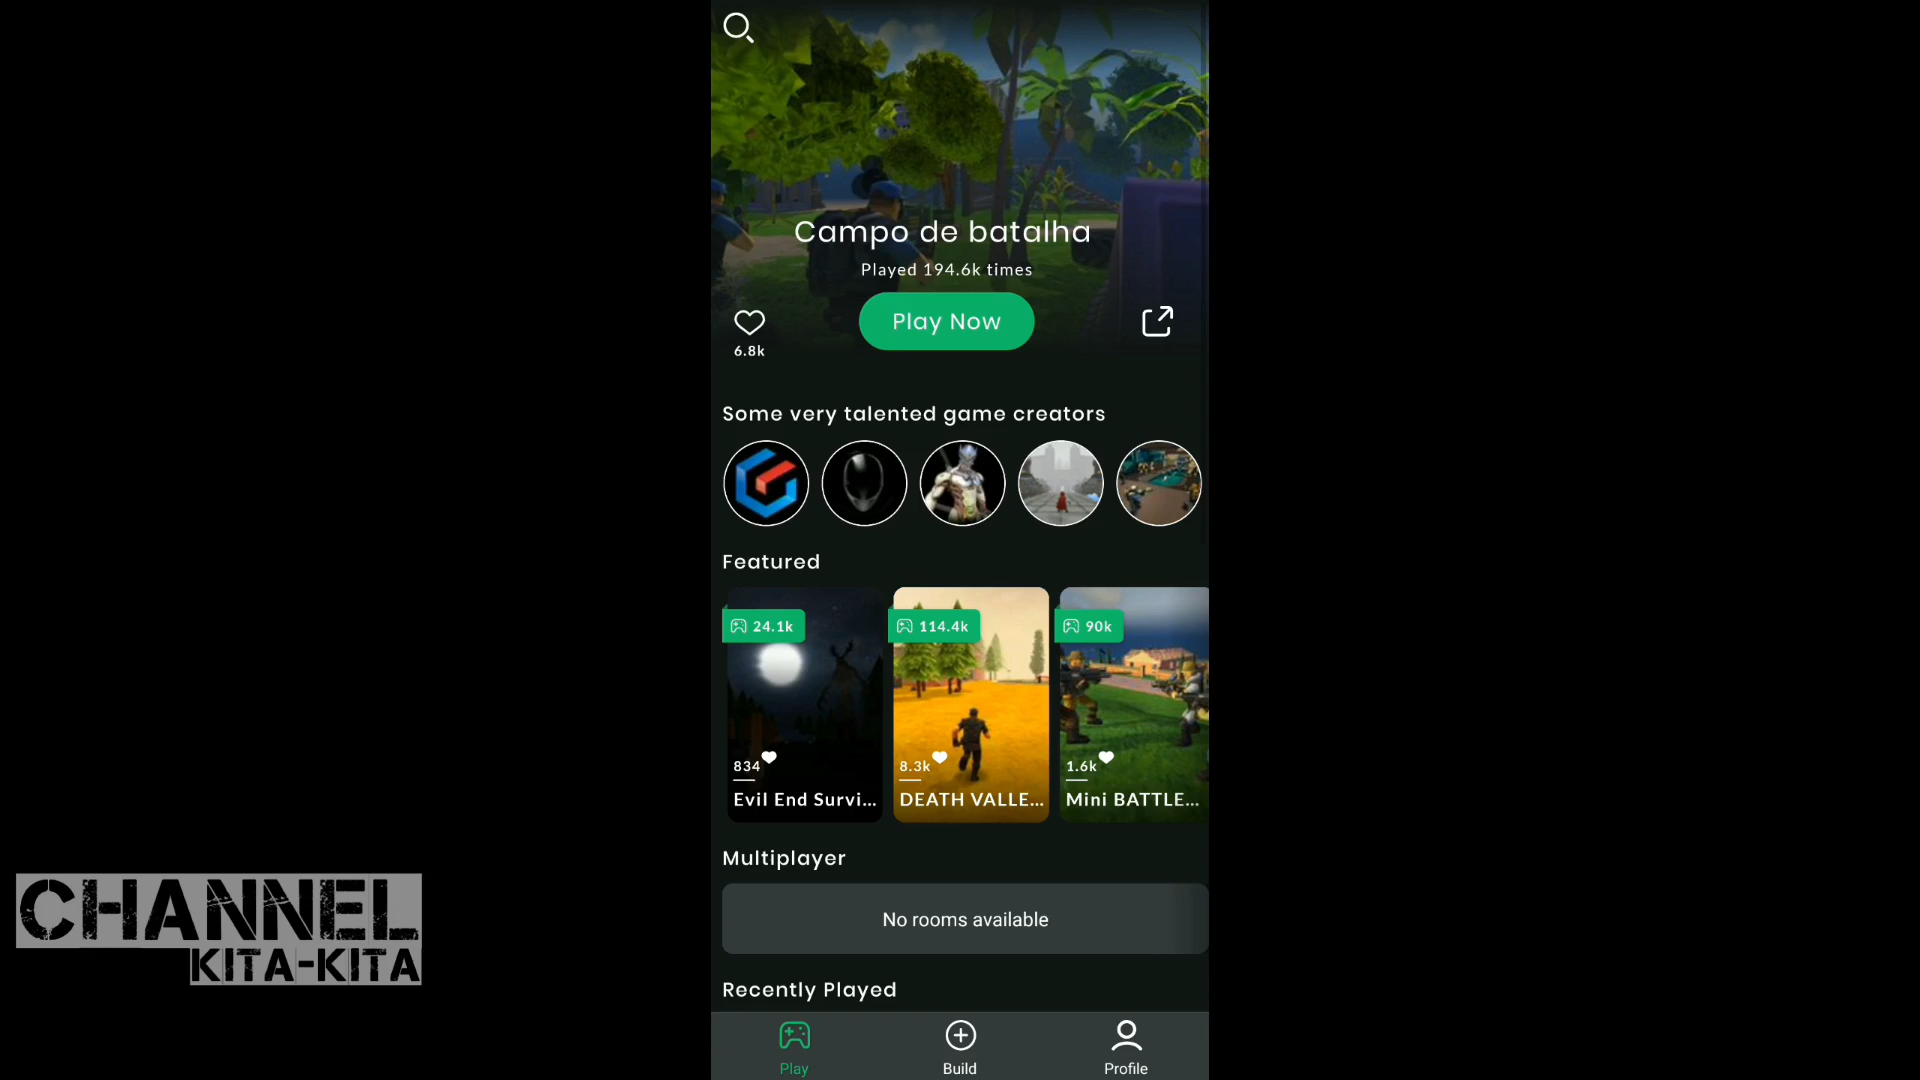 Campo de batalha
Played 194.6k times
Play Now
6.8k
Some very talented game creators
Featured
24.1k
114.4k
90k
834
8.3k
1.6k
Evil End Survi...
DEATH VALLE...
Mini BATTLE...
Multiplayer
No rooms available
Recently Played
Play
Build
Profile
CHANNEL
KITA-KITA